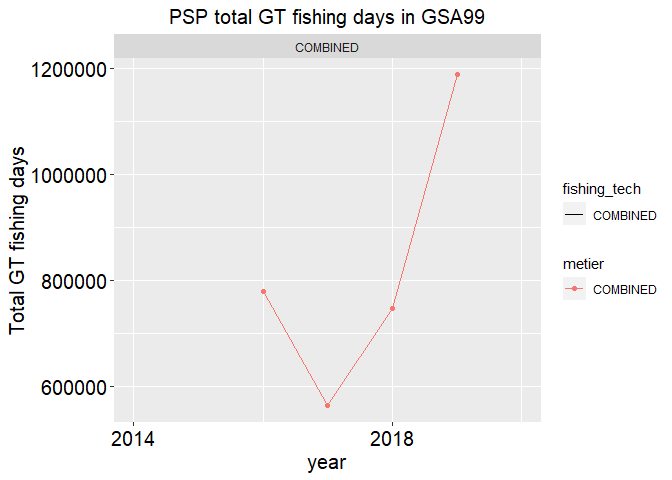 PSP total GT fishing days in GSA99
COMBINED
1200000
1000000
800000
600000
Total GT fishing days
2014
2018
year
fishing_tech
COMBINED
metier
COMBINED